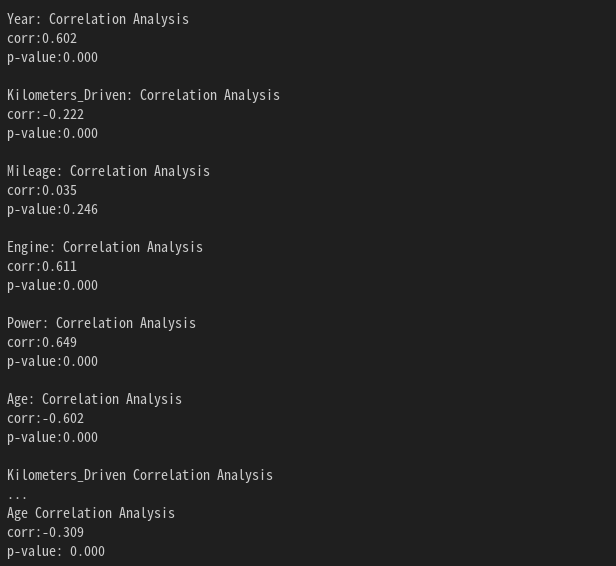 Year: Correlation Analysis
corr:0.602
p-value:0.000
Kilometers_Driven: Correlation Analysis
corr:-0.222
p-value:0.000
Mileage: Correlation Analysis
corr:0.035
p-value:0.246
Engine: Correlation Analysis
corr:0.611
p-value:0.000
Power: Correlation Analysis
corr:0.649
p-value:0.000
Age: Correlation Analysis
corr:-0.602
p-value:0.000
Kilometers_Driven Correlation Analysis
...
Age Correlation Analysis
corr:-0.309
p-value: 0.000